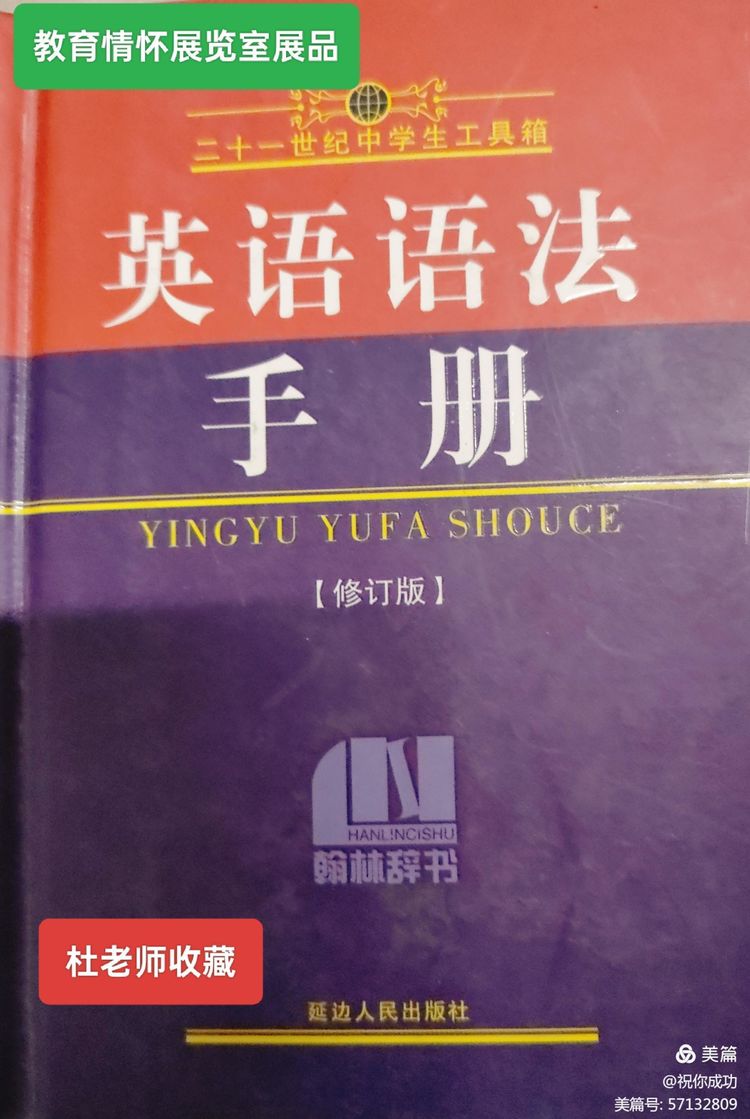 教育情怀展览室展品
二十一世纪中学生工具箱
英语语法
手册
YINGYU YUFA SHOUCE
【修订版】
HANLINCISHU
翰林辞书
杜老师收藏
延边人民出版社
美篇
@祝你成功
美篇号: 57132809